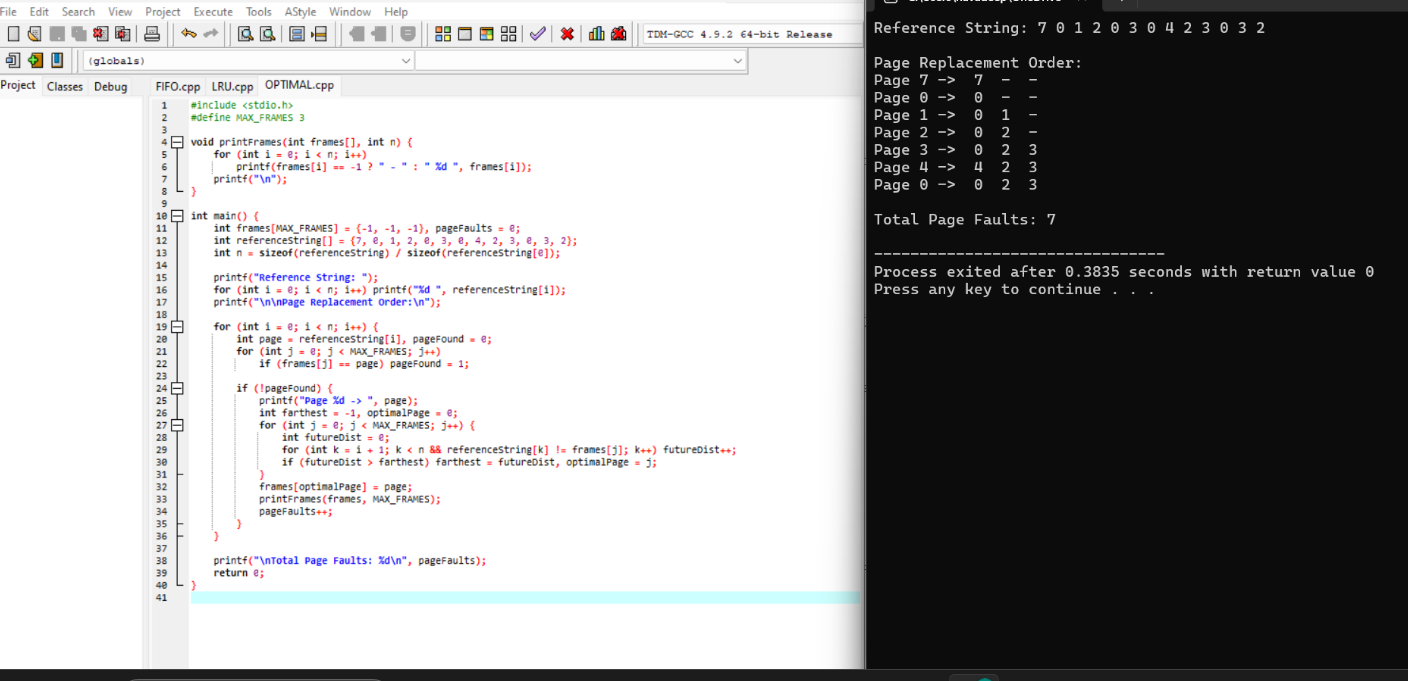 File Edit Search View Project Execute Tools AStyle Window Help
TDM-GCC 4.9.2 64-bit Release
(globals)
Project Classes Debug
FIFO.cpp LRU.cpp OPTIMAL.cpp
1 #include <stdio.h>
2 #define MAX_FRAMES 3
3
4 void printFrames(int frames[], int n) {
5 for (int i = 0; i < n; i++)
6 printf(frames[i] == -1 ? " - " : " %d ", frames[i]);
7 printf("\n");
8 }
9
10 int main() {
11 int frames[MAX_FRAMES] = {-1, -1, -1}, pageFaults = 0;
12 int referenceString[] = {7, 0, 1, 2, 0, 3, 0, 4, 2, 3, 0, 3, 2};
13 int n = sizeof(referenceString) / sizeof(referenceString[0]);
14
15 printf("Reference String: ");
16 for (int i = 0; i < n; i++) printf("%d ", referenceString[i]);
17 printf("\n\nPage Replacement Order:\n");
18
19 for (int i = 0; i < n; i++) {
20 int page = referenceString[i], pageFound = 0;
21 for (int j = 0; j < MAX_FRAMES; j++)
22 if (frames[j] == page) pageFound = 1;
23
24 if (!pageFound) {
25 printf("Page %d -> ", page);
26 int farthest = -1, optimalPage = 0;
27 for (int j = 0; j < MAX_FRAMES; j++) {
28 int futureDist = 0;
29 for (int k = i + 1; k < n && referenceString[k] != frames[j]; k++) futureDist++;
30 if (futureDist > farthest) farthest = futureDist, optimalPage = j;
31 }
32 frames[optimalPage] = page;
33 printFrames(frames, MAX_FRAMES);
34 pageFaults++;
35 }
36 }
37
38 printf("\nTotal Page Faults: %d\n", pageFaults);
39 return 0;
40 }
41
Reference String: 7 0 1 2 0 3 0 4 2 3 0 3 2
Page Replacement Order:
Page 7 -> 7 - -
Page 0 -> 0 - -
Page 1 -> 0 1 -
Page 2 -> 0 2 -
Page 3 -> 0 2 3
Page 4 -> 4 2 3
Page 0 -> 0 2 3
Total Page Faults: 7
--------------------------------
Process exited after 0.3835 seconds with return value 0
Press any key to continue . . .